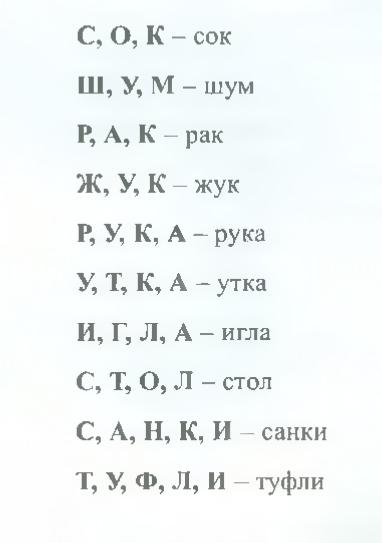 С, О, К – сок
Ш, У, М – шум
Р, А, К – рак
Ж, У, К – жук
Р, У, К, А – рука
У, Т, К, А – утка
И, Г, Л, А – игла
С, Т, О, Л – стол
С, А, Н, К, И – санки
Т, У, Ф, Л, И – туфли